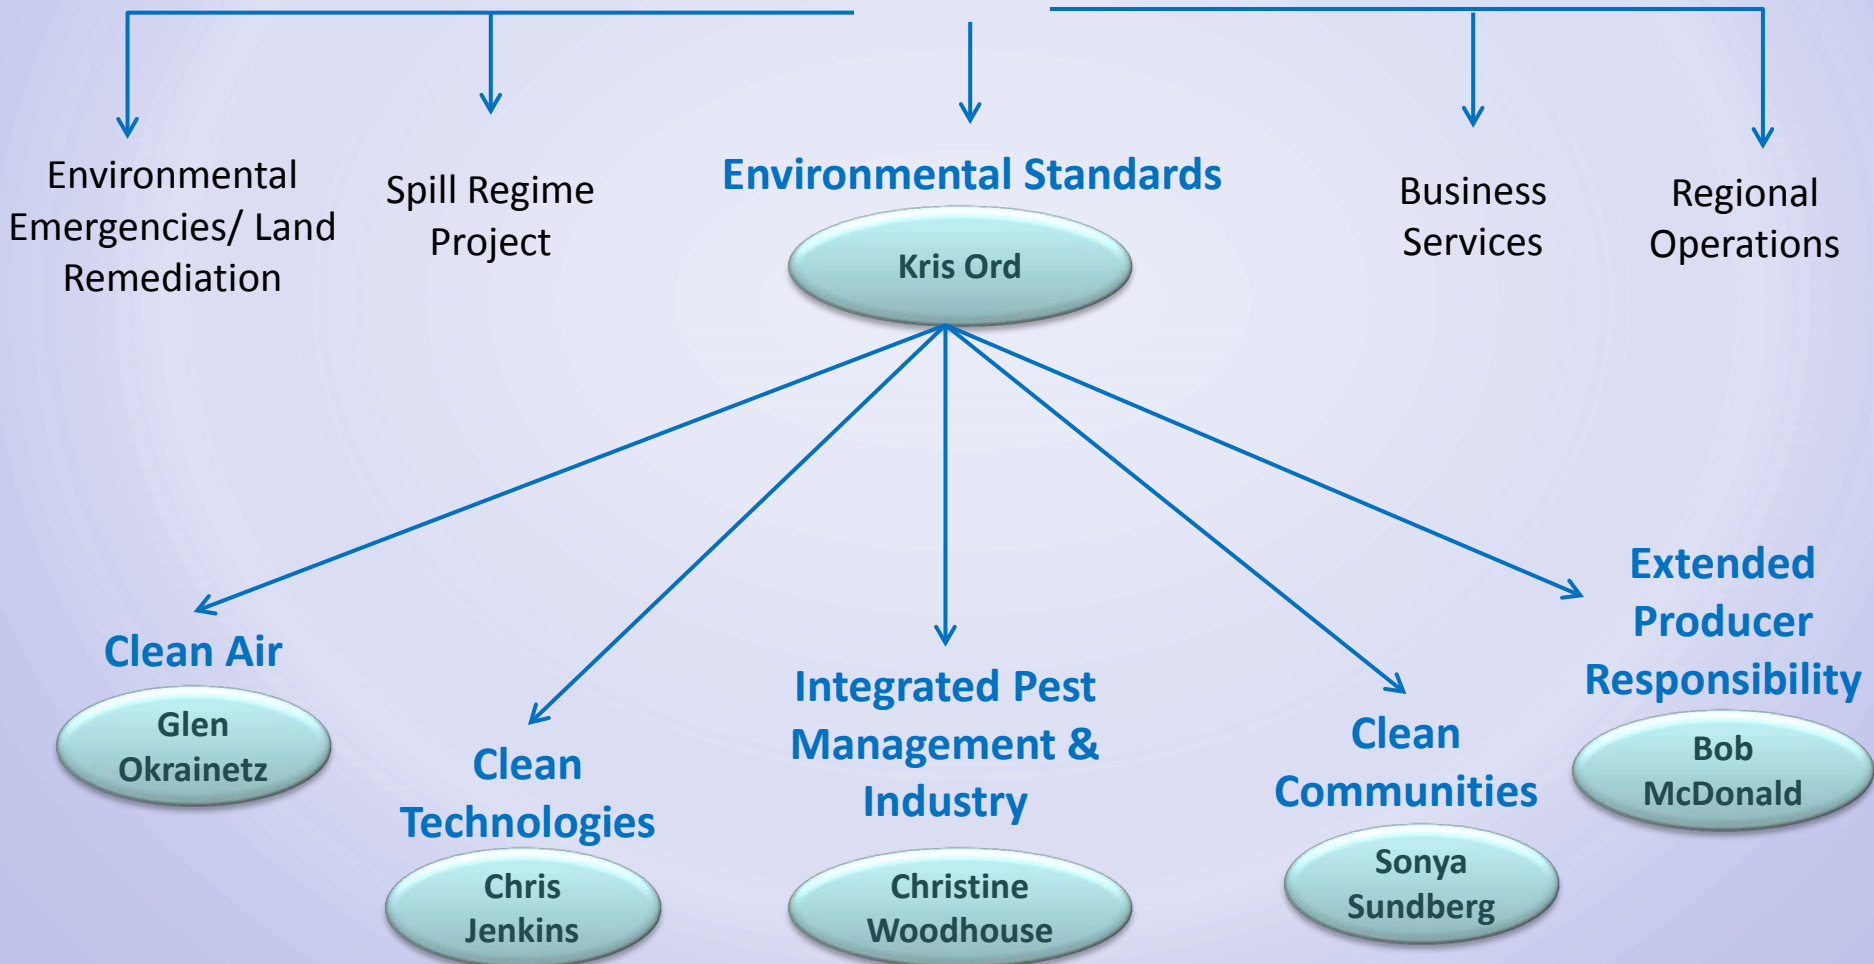 Environmental
Emergencies/ Land
Remediation
Spill Regime
Project
Environmental Standards
Kris Ord
Business
Services
Regional
Operations
Clean Air
Glen
Okrainetz
Clean
Technologies
Chris
Jenkins
Integrated Pest
Management &
Industry
Christine
Woodhouse
Clean
Communities
Sonya
Sundberg
Extended
Producer
Responsibility
Bob
McDonald